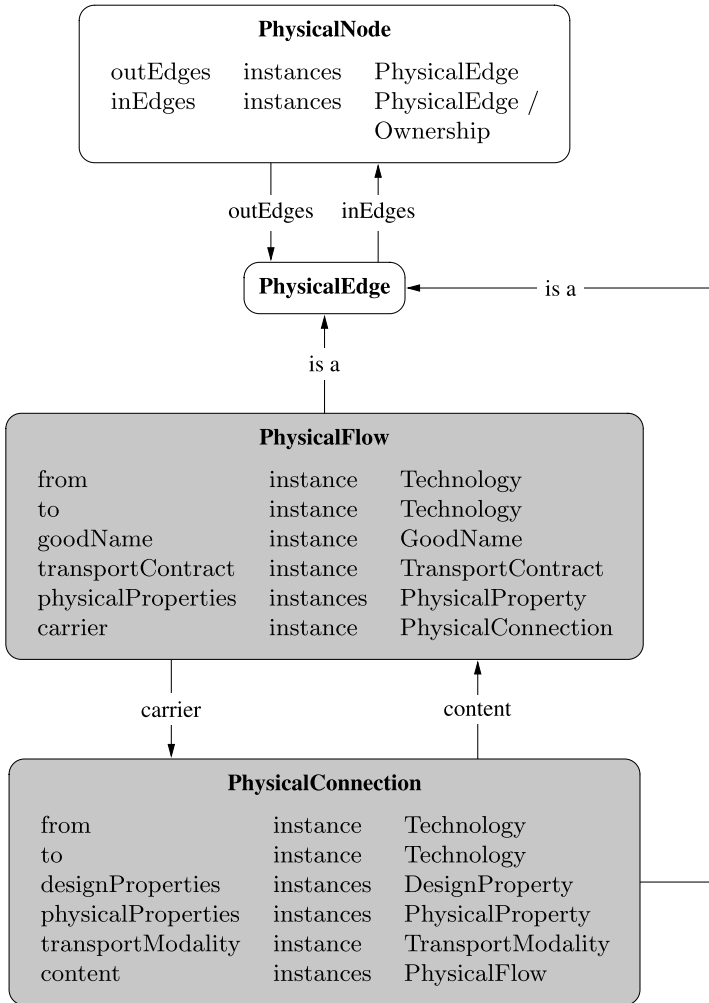 PhysicalNode
outEdges instances PhysicalEdge
inEdges instances PhysicalEdge /
Ownership
outEdges inEdges
PhysicalEdge
is a
is a
PhysicalFlow
from instance Technology
to instance Technology
goodName instance GoodName
transportContract instance TransportContract
physicalProperties instances PhysicalProperty
carrier instance PhysicalConnection
carrier content
PhysicalConnection
from instance Technology
to instance Technology
designProperties instances DesignProperty
physicalProperties instances PhysicalProperty
transportModality instance TransportModality
content instances PhysicalFlow